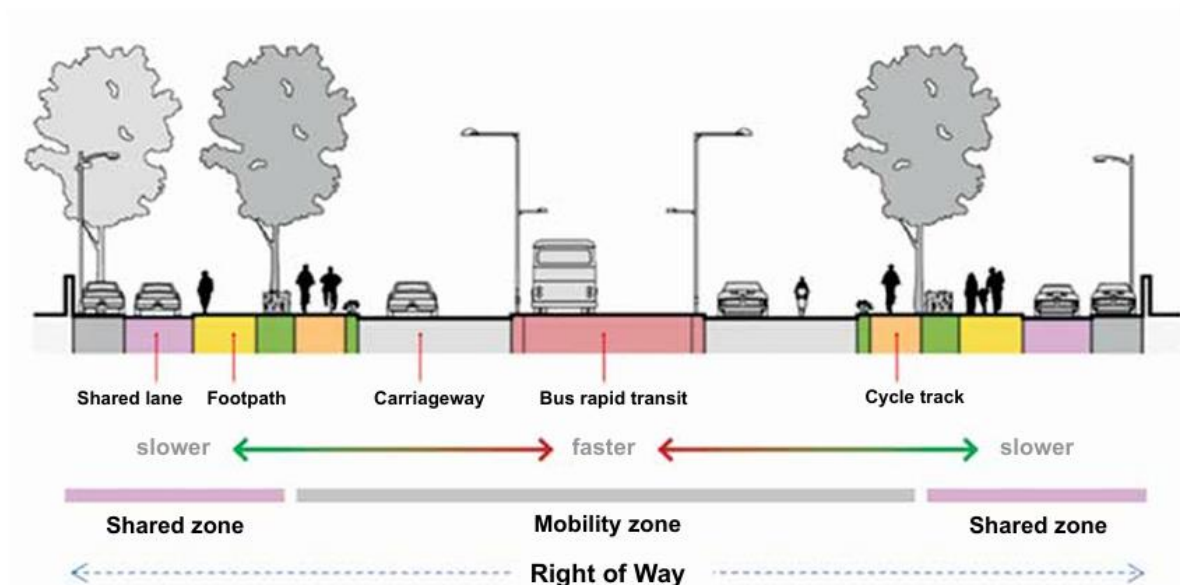 Shared lane
Footpath
Carriageway
Bus rapid transit
Cycle track
slower
faster
slower
Shared zone
Mobility zone
Shared zone
Right of Way